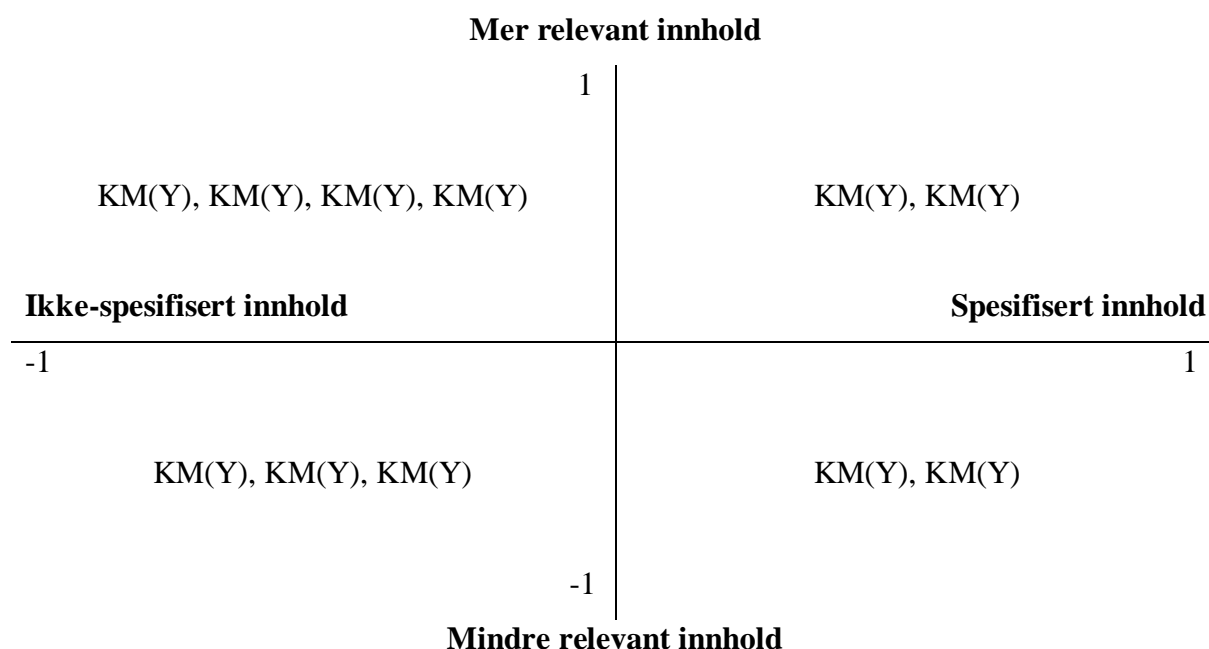 Mer relevant innhold
1
KM(Y), KM(Y), KM(Y), KM(Y)
KM(Y), KM(Y)
Ikke-spesifisert innhold
Spesifisert innhold
-1
1
KM(Y), KM(Y), KM(Y)
KM(Y), KM(Y)
-1
Mindre relevant innhold